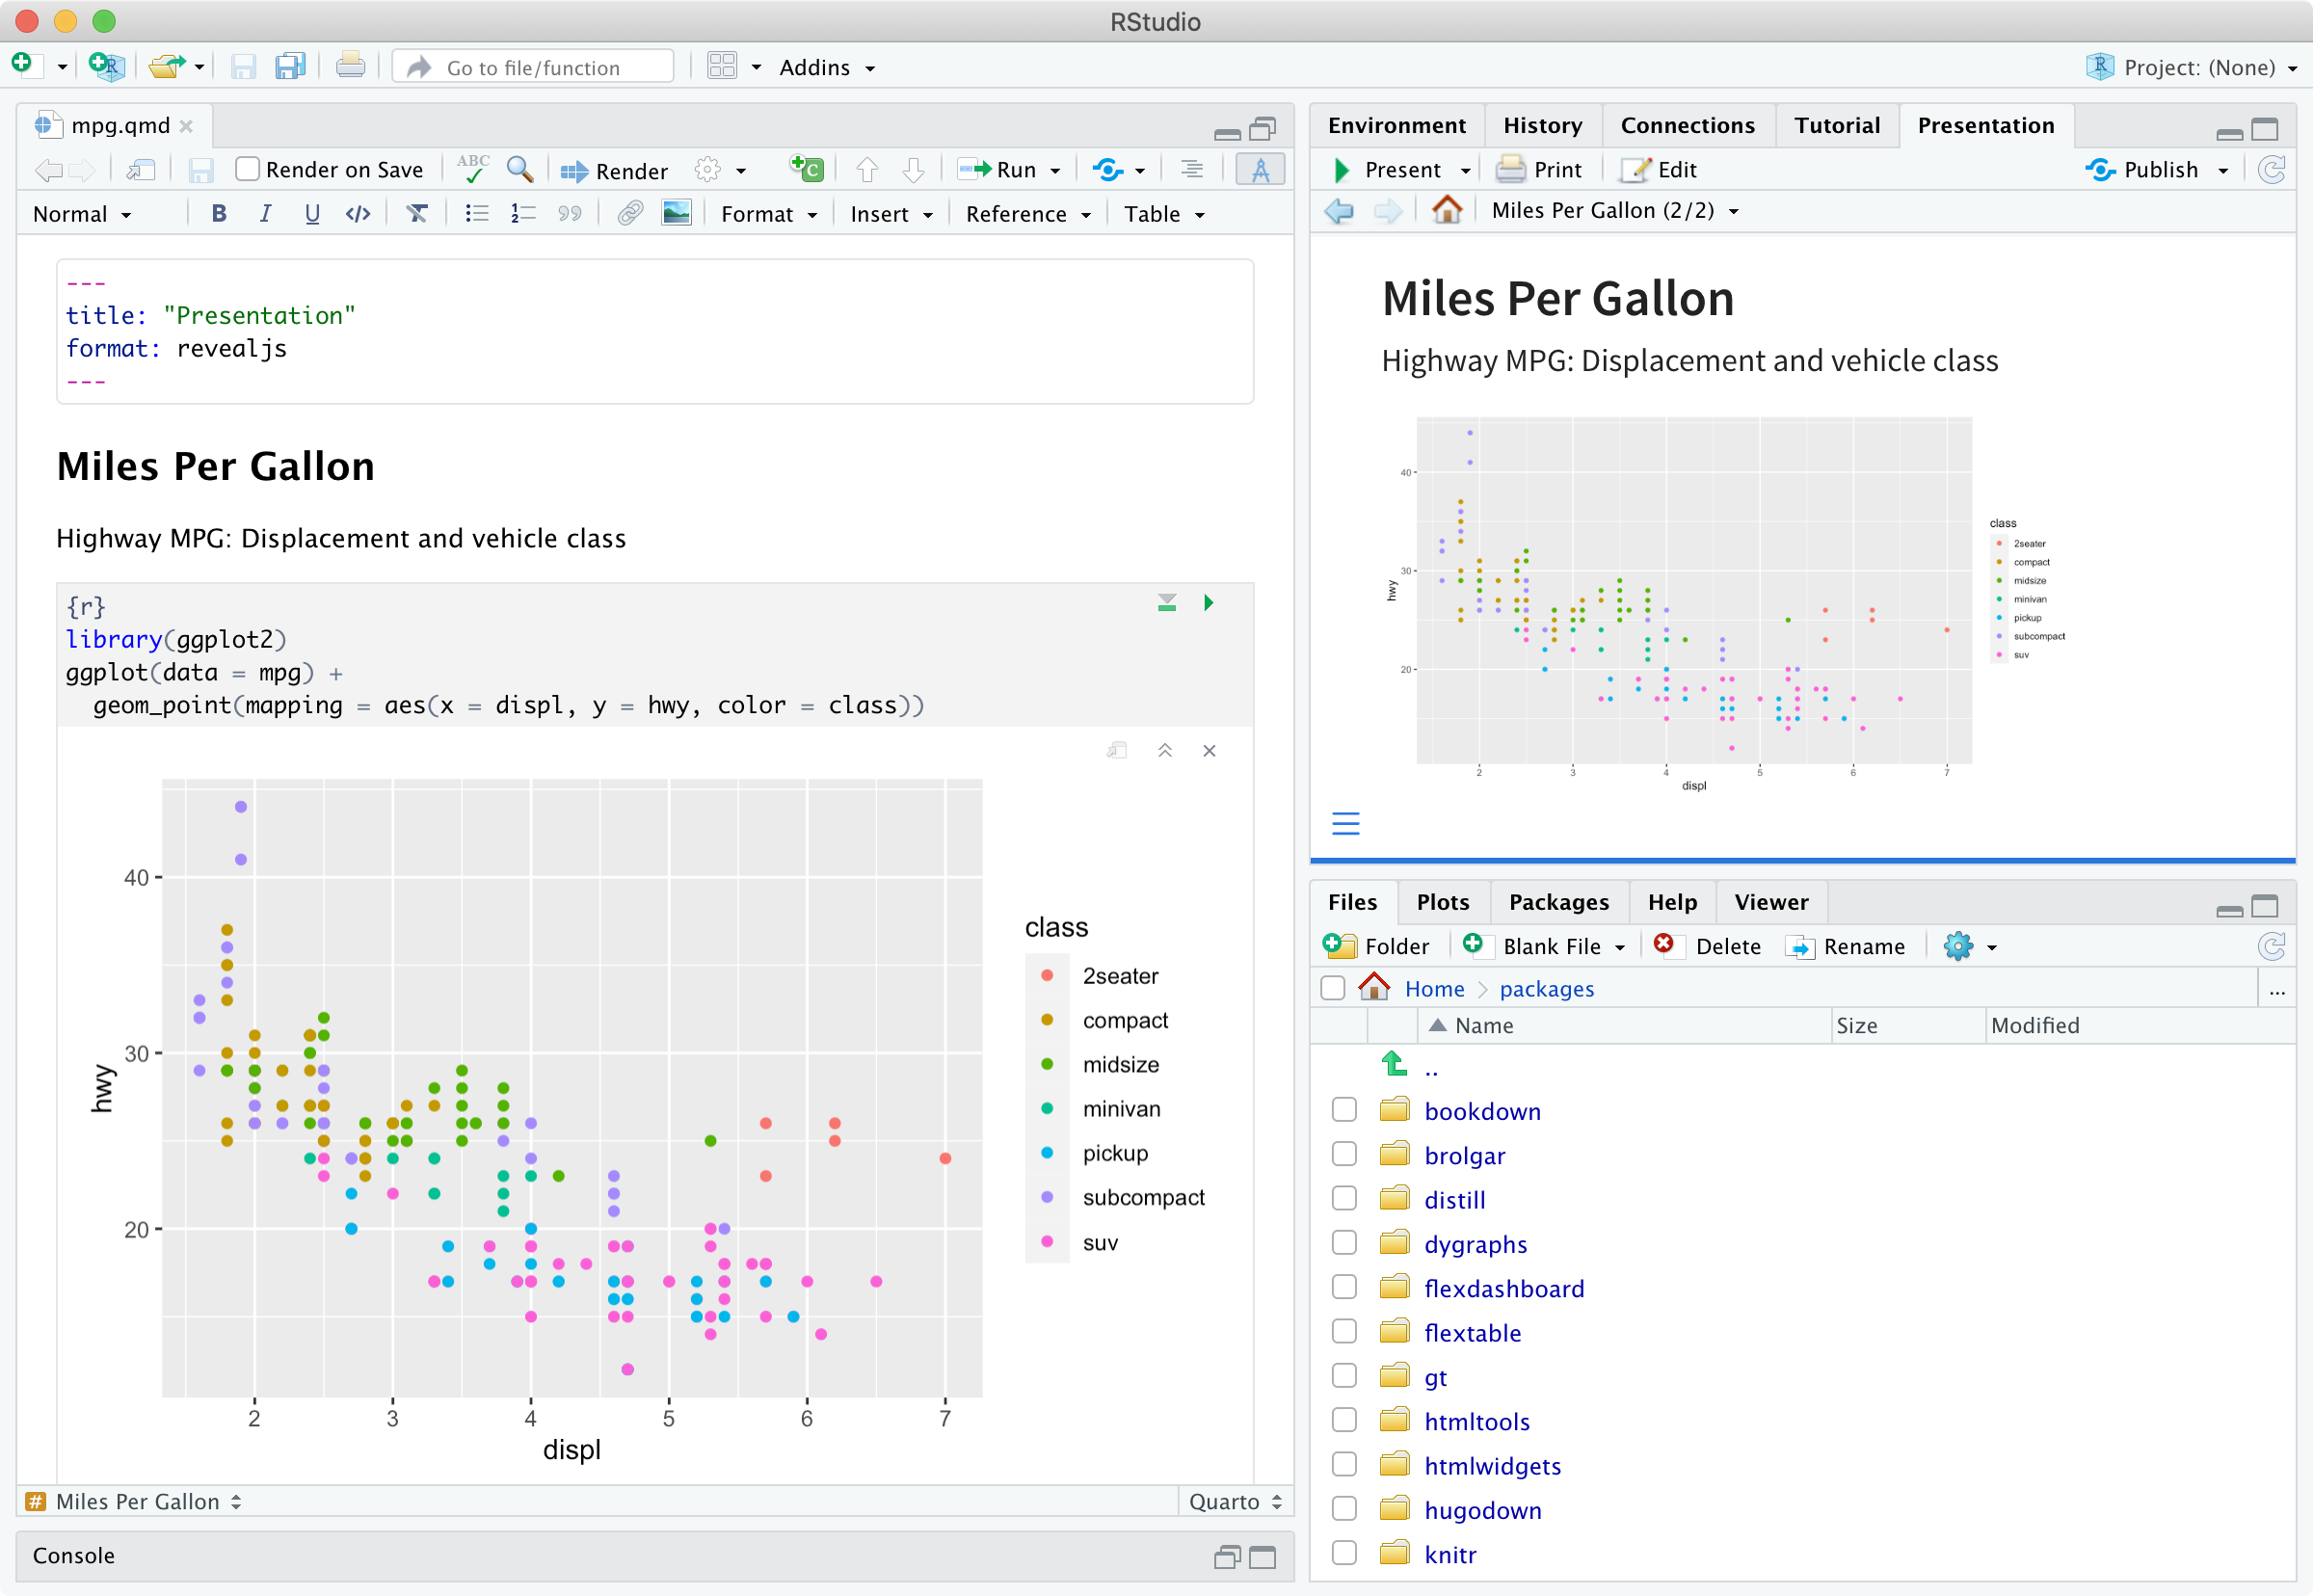 RStudio
Go to file/function
Addins
Project: (None)
mpg.qmd
Render on Save
ABC
Render
Run
Normal
B I U </>
Format
Insert
Reference
Table
---
title: "Presentation"
format: revealjs
---
Miles Per Gallon
Highway MPG: Displacement and vehicle class
{r}
library(ggplot2)
ggplot(data = mpg) +
geom_point(mapping = aes(x = displ, y = hwy, color = class))
40
30
20
hwy
2 3 4 5 6 7
displ
class
2seater
compact
midsize
minivan
pickup
subcompact
suv
# Miles Per Gallon
Quarto
Console
Environment History Connections Tutorial Presentation
Present
Print
Edit
Publish
Miles Per Gallon (2/2)
Miles Per Gallon
Highway MPG: Displacement and vehicle class
40
30
20
hwy
2 3 4 5 6 7
displ
class
2seater
compact
midsize
minivan
pickup
subcompact
suv
Files Plots Packages Help Viewer
Folder
Blank File
Delete
Rename
Home > packages
...
Name Size Modified
..
bookdown
brolgar
distill
dygraphs
flexdashboard
flextable
gt
htmltools
htmlwidgets
hugodown
knitr